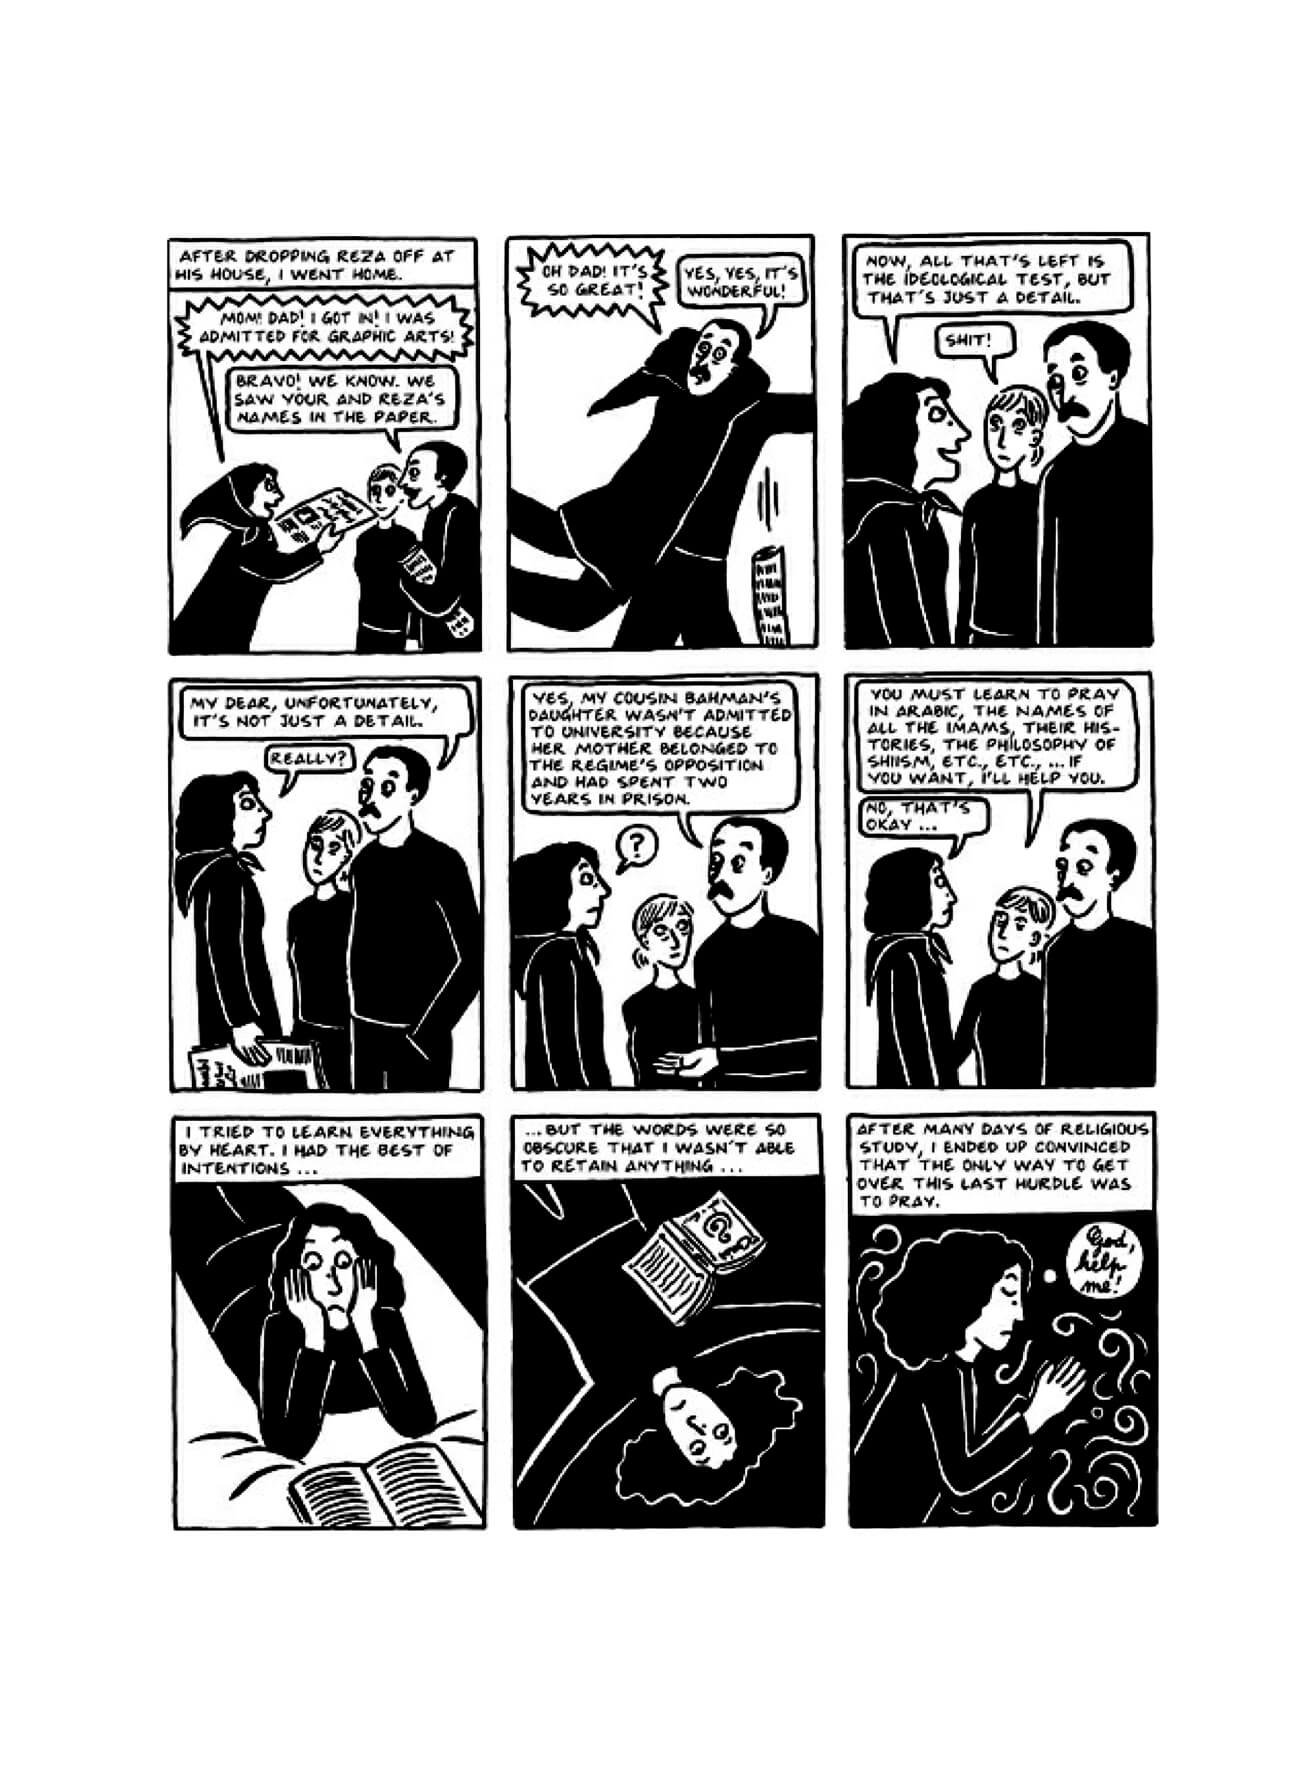 AFTER DROPPING REZA OFF AT
HIS HOUSE, I WENT HOME.
MOM! DAD! I GOT IN! I WAS
ADMITTED FOR GRAPHIC ARTS!
BRAVO! WE KNOW. WE
SAW YOUR AND REZA'S
NAMES IN THE PAPER.
OH DAD! IT'S
SO GREAT!
YES, YES, IT'S
WONDERFUL!
NOW, ALL THAT'S LEFT IS
THE IDEOLOGICAL TEST, BUT
THAT'S JUST A DETAIL.
SHIT!
MY DEAR, UNFORTUNATELY,
IT'S NOT JUST A DETAIL.
REALLY?
YES, MY COUSIN BAHMAN'S
DAUGHTER WASN'T ADMITTED
TO UNIVERSITY BECAUSE
HER MOTHER BELONGED TO
THE REGIME'S OPPOSITION
AND HAD SPENT TWO
YEARS IN PRISON.
?
YOU MUST LEARN TO PRAY
IN ARABIC, THE NAMES OF
ALL THE IMAMS, THEIR HIS-
TORIES, THE PHILOSOPHY OF
SHIISM, ETC., ETC., ... IF
YOU WANT, I'LL HELP YOU.
NO, THAT'S
OKAY ...
I TRIED TO LEARN EVERYTHING
BY HEART. I HAD THE BEST OF
INTENTIONS ...
...BUT THE WORDS WERE SO
OBSCURE THAT I WASN'T ABLE
TO RETAIN ANYTHING ...
AFTER MANY DAYS OF RELIGIOUS
STUDY, I ENDED UP CONVINCED
THAT THE ONLY WAY TO GET
OVER THIS LAST HURDLE WAS
TO PRAY.
God,
help
me!